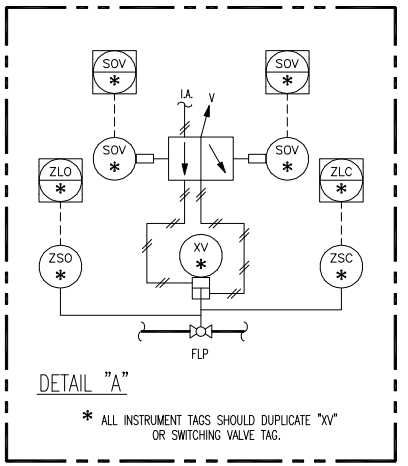 SOV
*
SOV
*
I.A.
V
SOV
*
SOV
*
ZLO
*
ZLC
*
ZSO
*
XV
*
ZSC
*
FLP
DETAIL "A"
* ALL INSTRUMENT TAGS SHOULD DUPLICATE "XV"
OR SWITCHING VALVE TAG.